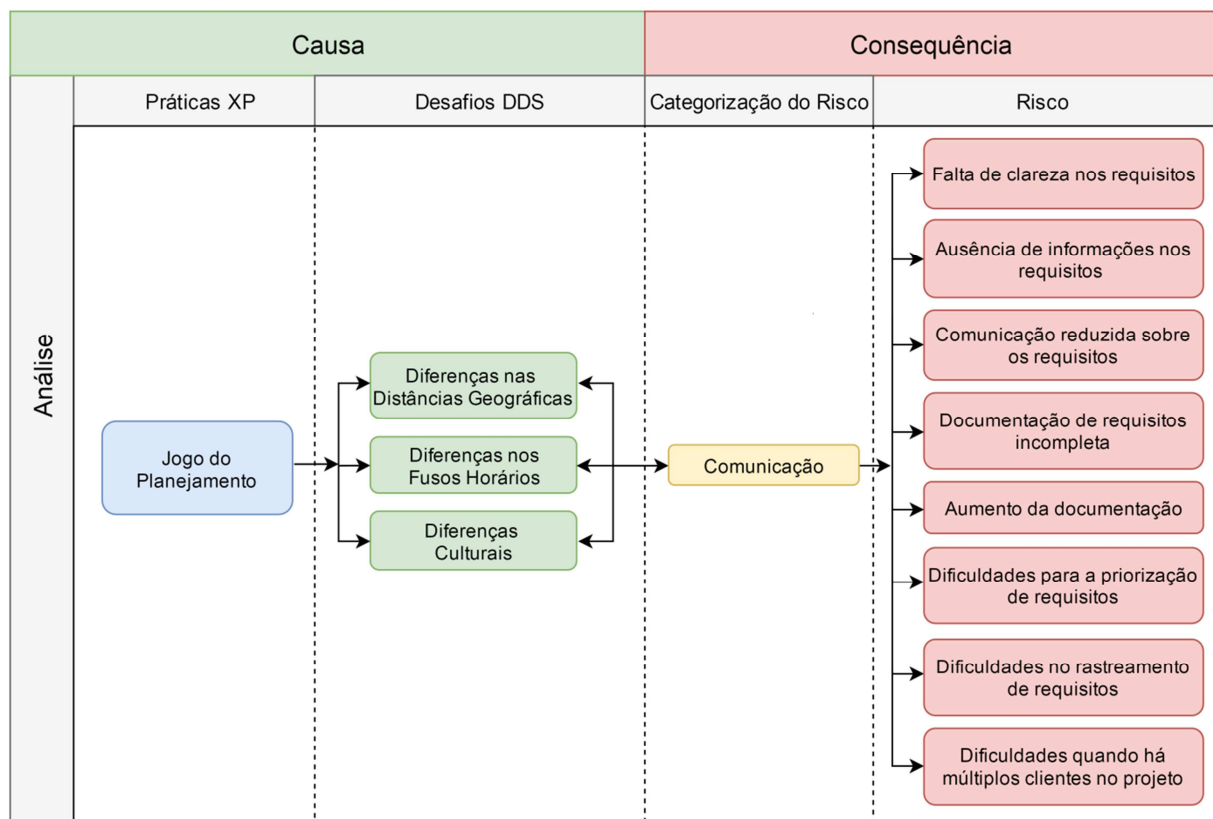 Causa
Consequência
Práticas XP
Desafios DDS
Categorização do Risco
Risco
Análise
Jogo do
Planejamento
Diferenças nas
Distâncias Geográficas
Diferenças nos
Fusos Horários
Diferenças
Culturais
Comunicação
Falta de clareza nos requisitos
Ausência de informações nos
requisitos
Comunicação reduzida sobre
os requisitos
Documentação de requisitos
incompleta
Aumento da documentação
Dificuldades para a priorização
de requisitos
Dificuldades no rastreamento
de requisitos
Dificuldades quando há
múltiplos clientes no projeto